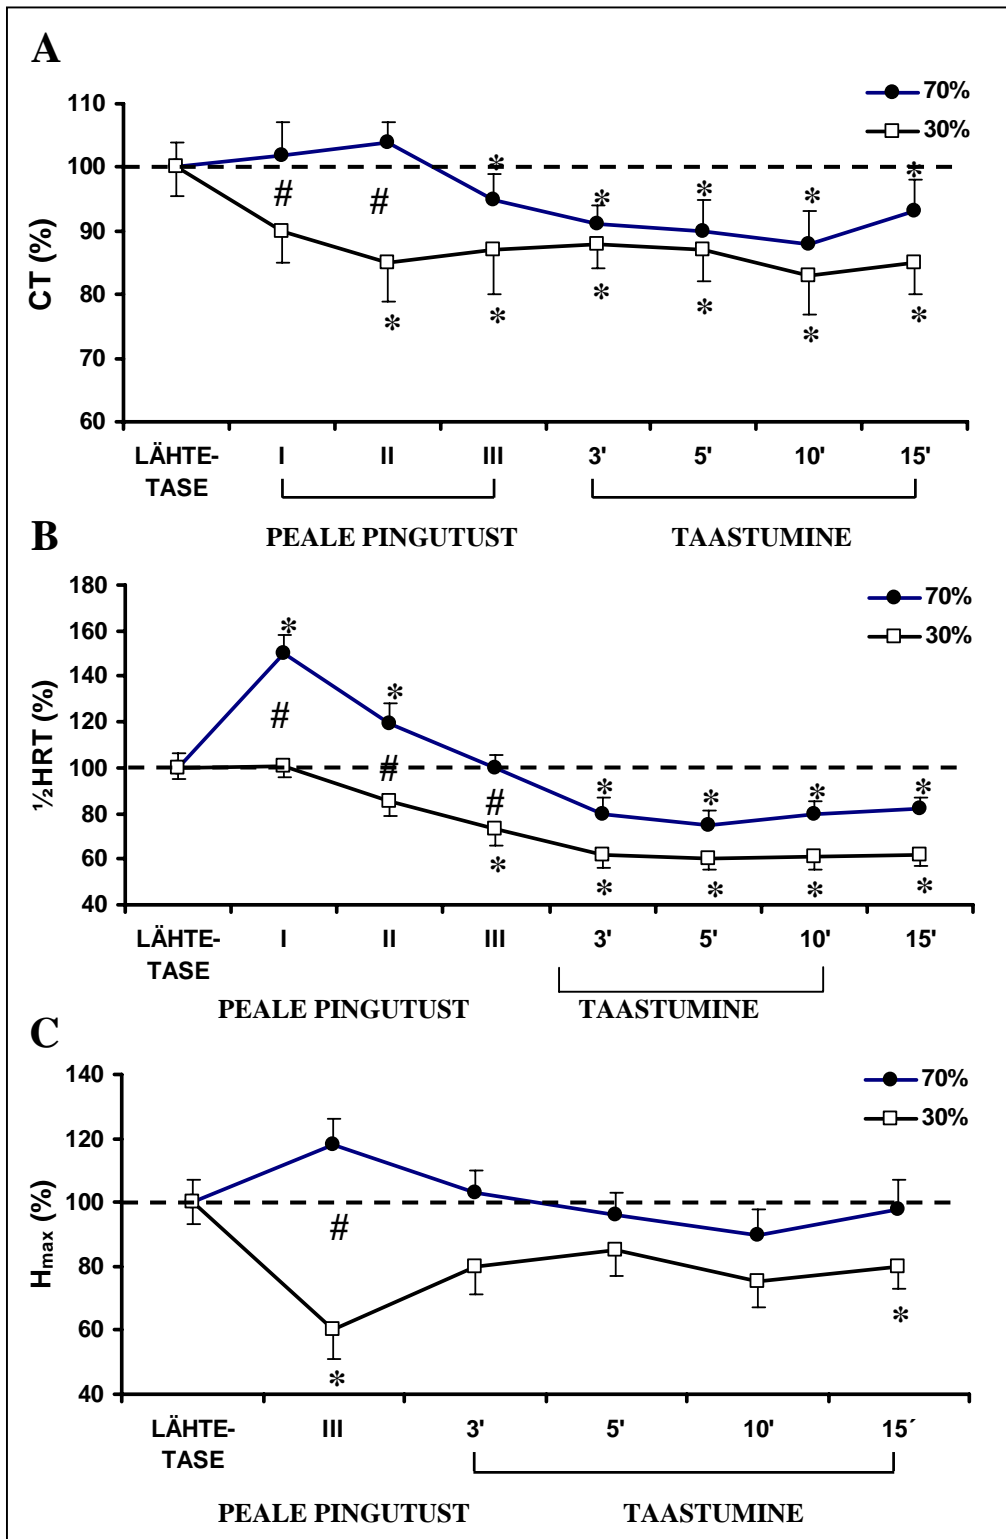 A
70%
30%
110
100
90
80
70
60
CT (%)
# #
* * * * * *
* * * * * *
LÄHTE-TASE I II III 3' 5' 10' 15'
PEALE PINGUTUST TAASTUMINE
B
70%
30%
180
160
140
120
100
80
60
40
½HRT (%)
* *
# # #
* * * *
* * * * *
LÄHTE-TASE I II III 3' 5' 10' 15'
PEALE PINGUTUST TAASTUMINE
C
70%
30%
140
120
100
80
60
40
Hmax (%)
#
* *
LÄHTE-TASE III 3' 5' 10' 15´
PEALE PINGUTUST TAASTUMINE